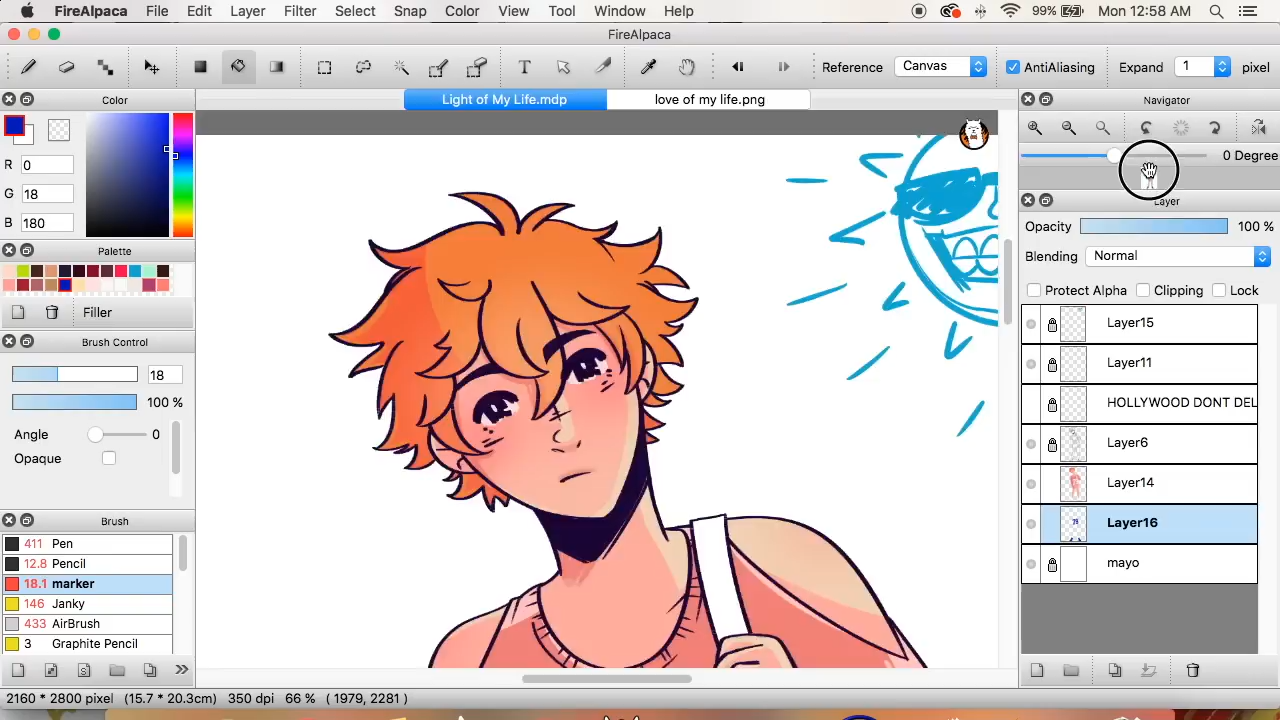 FireAlpaca File Edit Layer Filter Select Snap Color View Tool Window Help 99% Mon 12:58 AM
FireAlpaca
T Reference Canvas AntiAliasing Expand 1 pixel
Color
Light of My Life.mdp
love of my life.png
Navigator
R 0
G 18
B 180
0 Degree
Palette
Filler
Brush Control
18
100 %
Angle 0
Opaque
Brush
411 Pen
12.8 Pencil
18.1 marker
146 Janky
433 AirBrush
3 Graphite Pencil
Layer
Opacity 100 %
Blending Normal
Protect Alpha Clipping Lock
Layer15
Layer11
HOLLYWOOD DONT DEL
Layer6
Layer14
Layer16
mayo
2160 * 2800 pixel (15.7 * 20.3cm) 350 dpi 66 % ( 1979, 2281 )